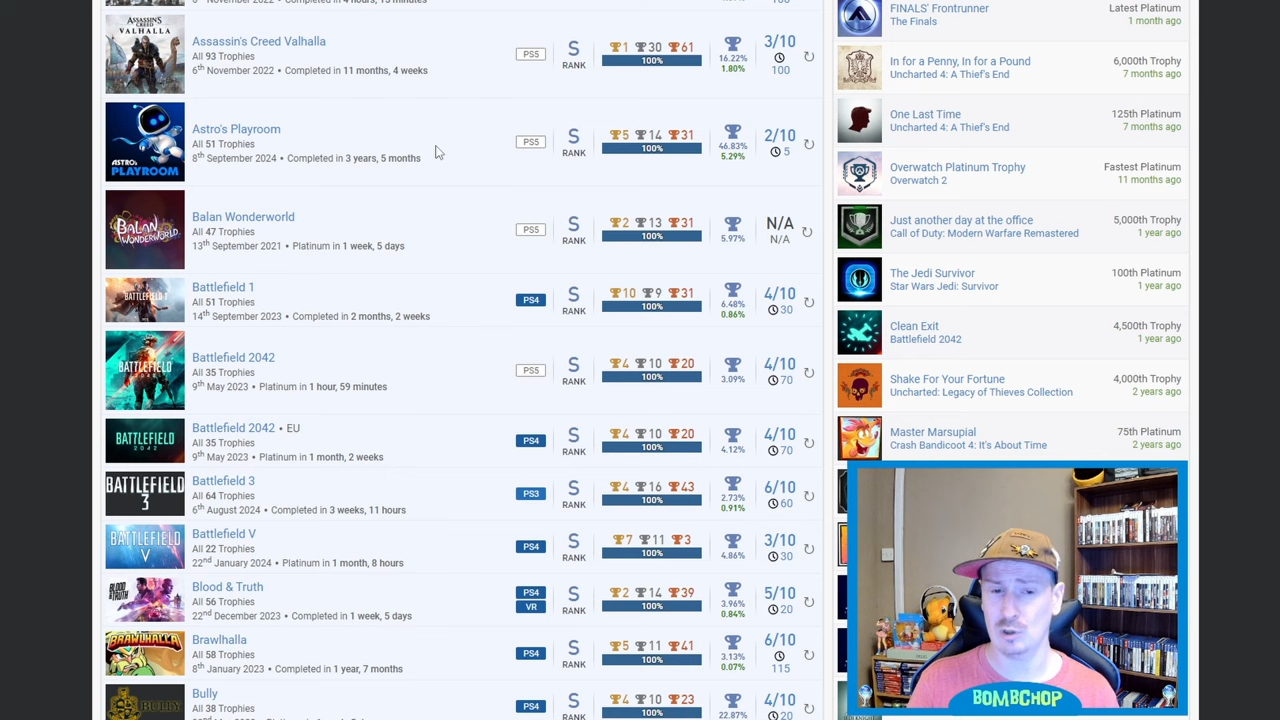 ASSASSIN'S
CREED
VALHALLA
Assassin's Creed Valhalla
All 93 Trophies
6th November 2022 • Completed in 11 months, 4 weeks
PS5
S
RANK
1 30 61
100%
16.22%
1.80%
3/10
100
ASTRO'S
PLAYROOM
Astro's Playroom
All 51 Trophies
8th September 2024 • Completed in 3 years, 5 months
PS5
S
RANK
5 14 31
100%
46.83%
5.29%
2/10
5
BALAN
WONDERWORLD
Balan Wonderworld
All 47 Trophies
13th September 2021 • Platinum in 1 week, 5 days
PS5
S
RANK
2 13 31
100%
5.97%
N/A
N/A
BATTLEFIELD 1
Battlefield 1
All 51 Trophies
14th September 2023 • Completed in 2 months, 2 weeks
PS4
S
RANK
10 9 31
100%
6.48%
0.86%
4/10
30
BATTLEFIELD
2042
Battlefield 2042
All 35 Trophies
9th May 2023 • Platinum in 1 hour, 59 minutes
PS5
S
RANK
4 10 20
100%
3.09%
4/10
70
BATTLEFIELD
2042
Battlefield 2042 • EU
All 35 Trophies
9th May 2023 • Platinum in 1 month, 2 weeks
PS4
S
RANK
4 10 20
100%
4.12%
4/10
70
BATTLEFIELD
3
Battlefield 3
All 64 Trophies
6th August 2024 • Completed in 3 weeks, 11 hours
PS3
S
RANK
4 16 43
100%
2.73%
0.91%
6/10
60
BATTLEFIELD
V
Battlefield V
All 22 Trophies
22nd January 2024 • Platinum in 1 month, 8 hours
PS4
S
RANK
7 11 3
100%
4.86%
3/10
30
BLOOD &
TRUTH
Blood & Truth
All 56 Trophies
22nd December 2023 • Completed in 1 week, 5 days
PS4
VR
S
RANK
2 14 39
100%
3.96%
0.84%
5/10
20
BRAWLHALLA
Brawlhalla
All 58 Trophies
8th January 2023 • Completed in 1 year, 7 months
PS4
S
RANK
5 11 41
100%
3.13%
0.07%
6/10
115
BULLY
Bully
All 38 Trophies
PS4
S
RANK
4 10 23
100%
22.87%
4/10
FINALS' Frontrunner
The Finals
Latest Platinum
1 month ago
In for a Penny, In for a Pound
Uncharted 4: A Thief's End
6,000th Trophy
7 months ago
One Last Time
Uncharted 4: A Thief's End
125th Platinum
7 months ago
Overwatch Platinum Trophy
Overwatch 2
Fastest Platinum
11 months ago
Just another day at the office
Call of Duty: Modern Warfare Remastered
5,000th Trophy
1 year ago
The Jedi Survivor
Star Wars Jedi: Survivor
100th Platinum
1 year ago
Clean Exit
Battlefield 2042
4,500th Trophy
1 year ago
Shake For Your Fortune
Uncharted: Legacy of Thieves Collection
4,000th Trophy
2 years ago
Master Marsupial
Crash Bandicoot 4: It's About Time
75th Platinum
2 years ago
BOMBCHOP